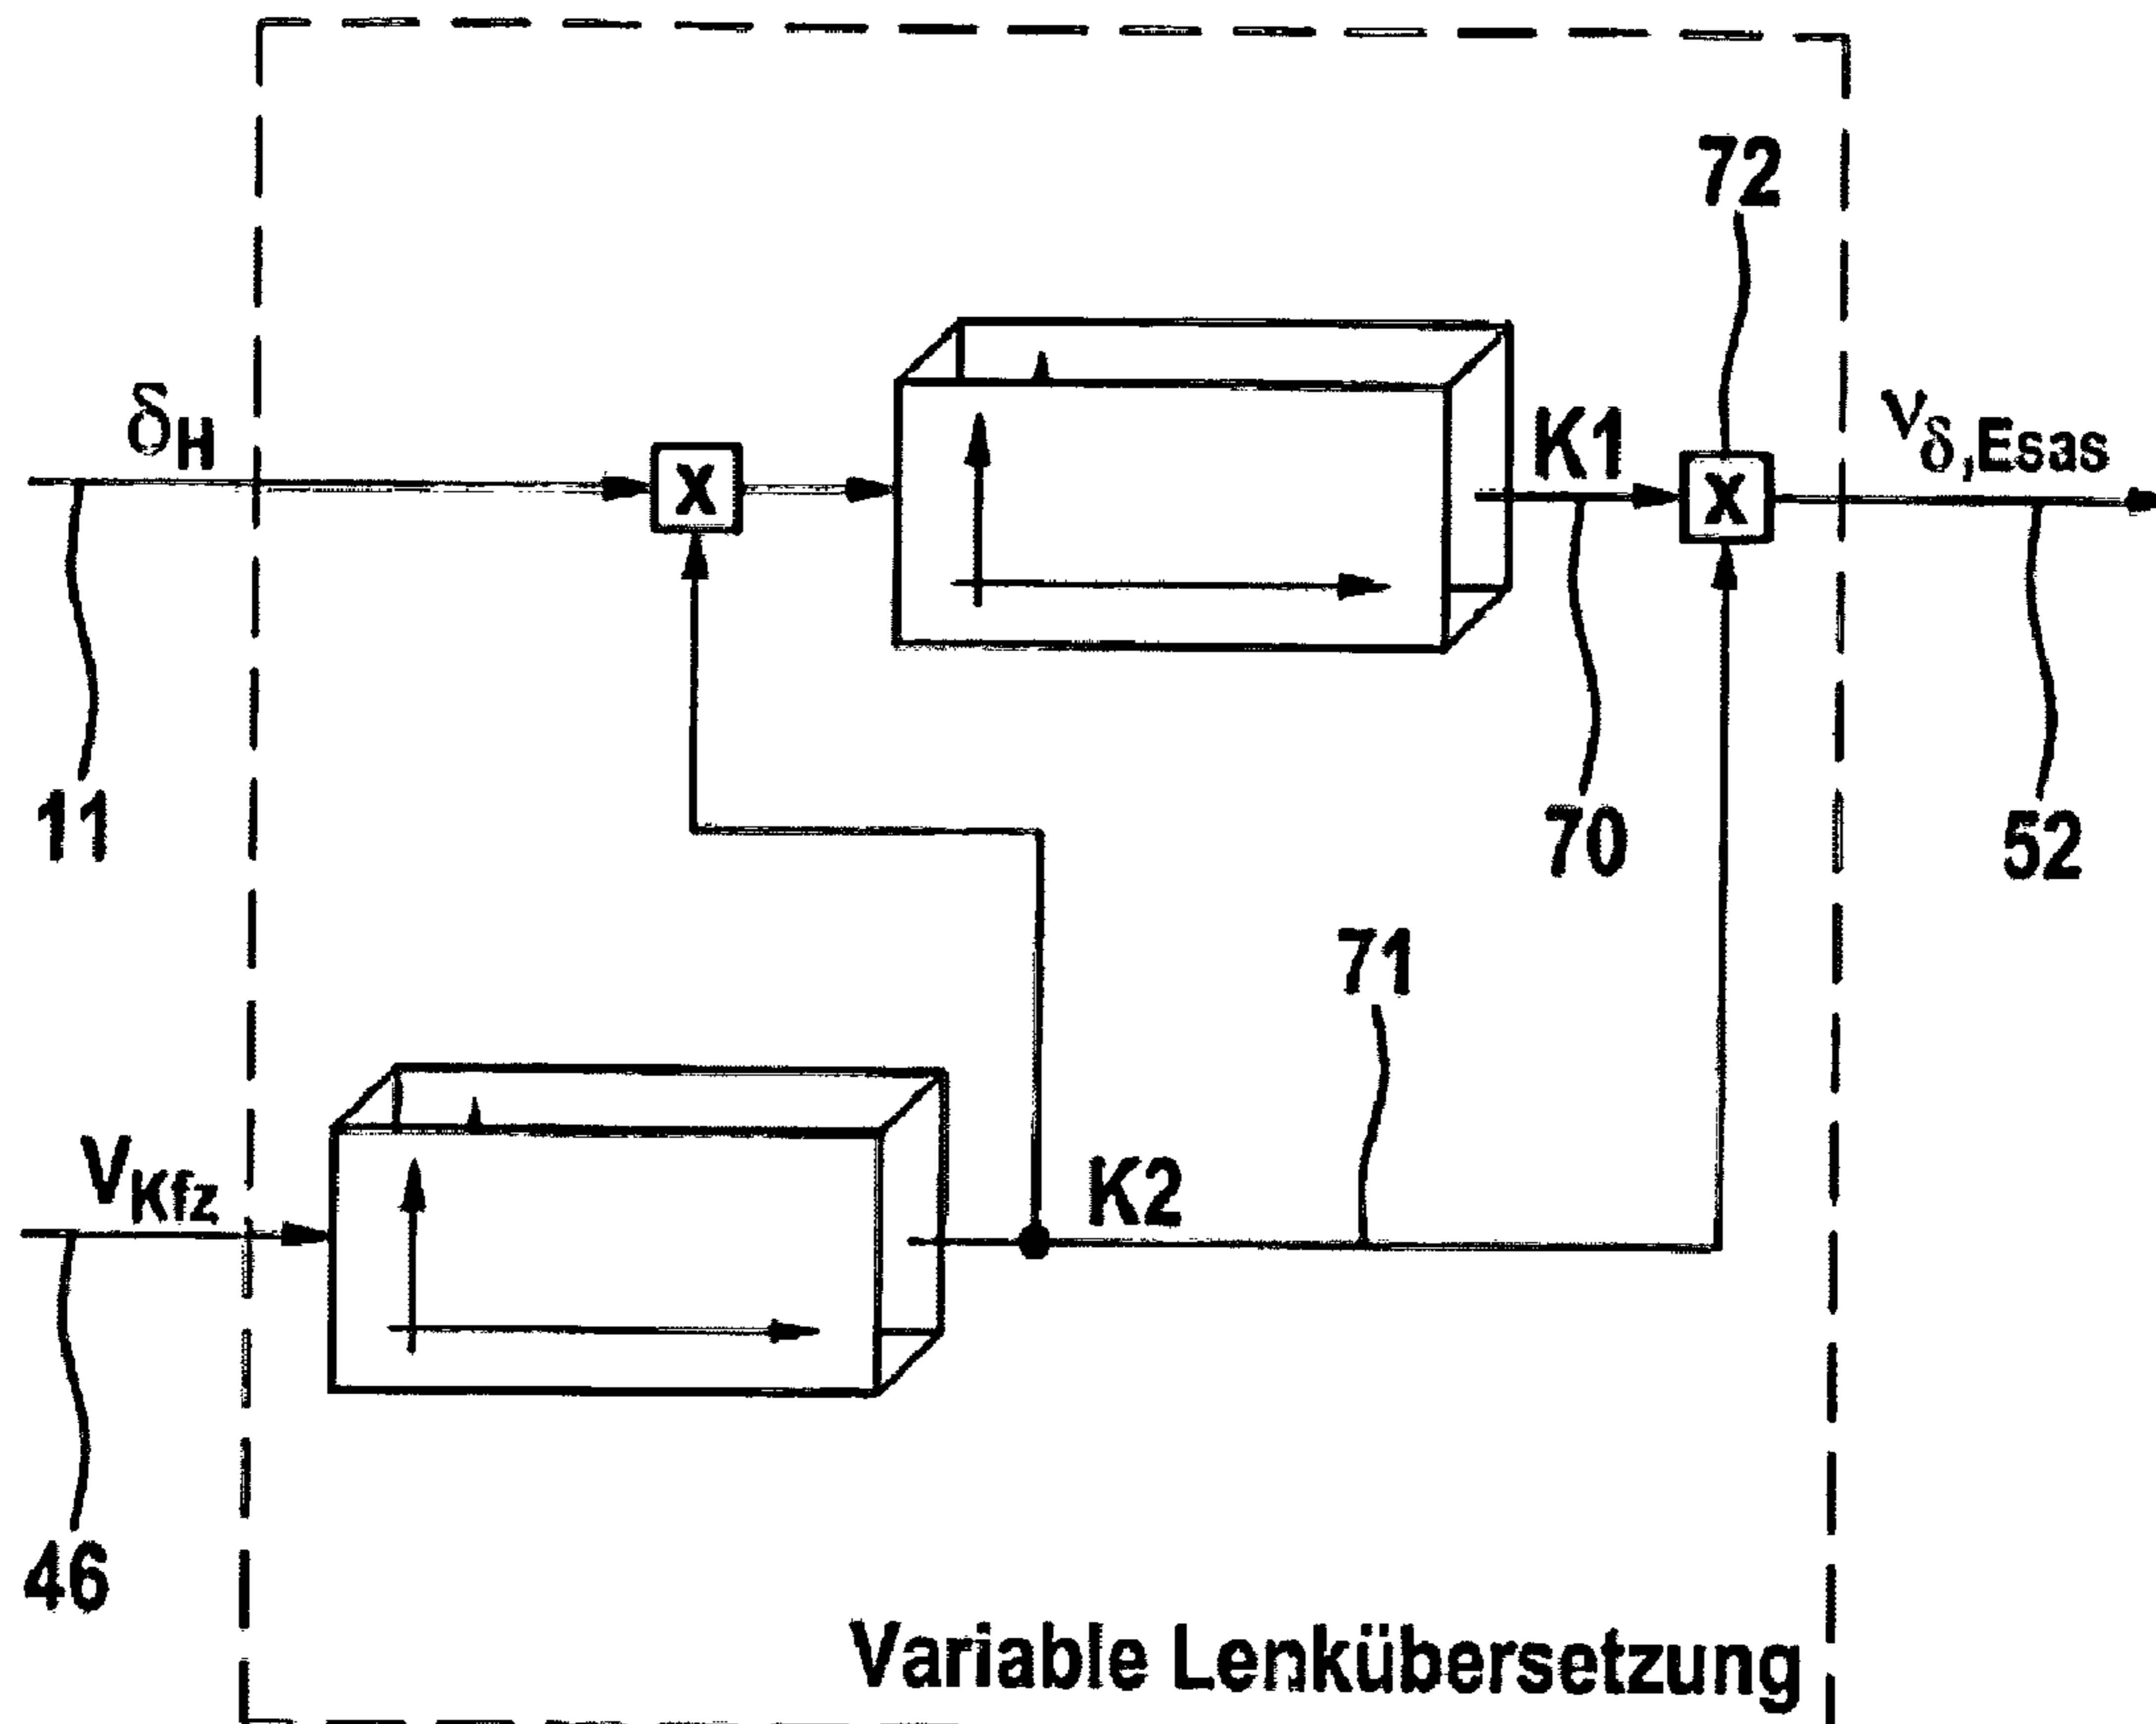 72
δH
X
K1
X
νδ,Esas
11
70
52
71
VKfz
K2
46
Variable Lenkübersetzung